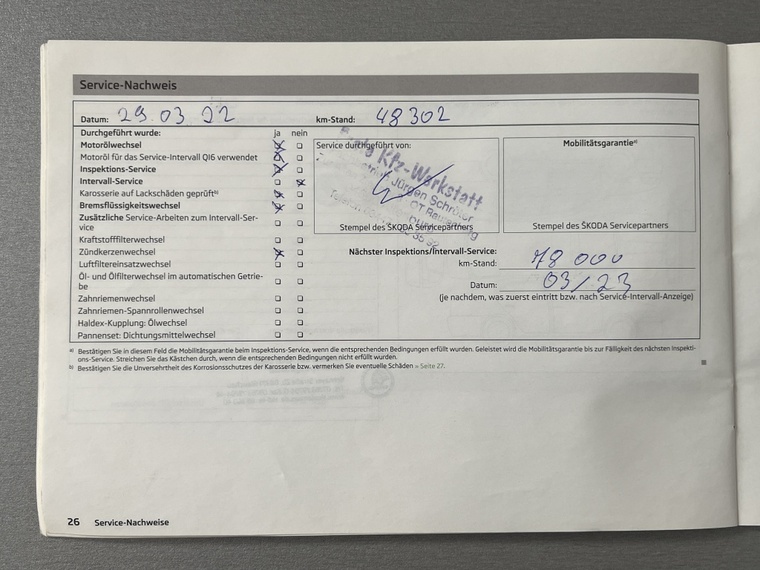 Service-Nachweis
Datum: 29.03 22 km-Stand: 48302
Durchgeführt wurde: ja nein
Motorölwechsel
Motoröl für das Service-Intervall QI6 verwendet
Inspektions-Service
Intervall-Service
Karosserie auf Lackschäden geprüft b)
Bremsflüssigkeitswechsel
Zusätzliche Service-Arbeiten zum Intervall-Ser-
vice
Kraftstofffilterwechsel
Zündkerzenwechsel
Luftfiltereinsatzwechsel
Öl- und Ölfilterwechsel im automatischen Getrie-
be
Zahnriemenwechsel
Zahnriemen-Spannrollenwechsel
Haldex-Kupplung: Ölwechsel
Pannenset: Dichtungsmittelwechsel
Service durchgeführt von:
Kfz-Werkstatt
Jürgen Schröter
Stempel des ŠKODA Servicepartners
Mobilitätsgarantie a)
Stempel des ŠKODA Servicepartners
Nächster Inspektions/Intervall-Service:
km-Stand: 78 000
Datum: 03/23
(je nachdem, was zuerst eintritt bzw. nach Service-Intervall-Anzeige)
a) Bestätigen Sie in diesem Feld die Mobilitätsgarantie beim Inspektions-Service, wenn die entsprechenden Bedingungen erfüllt wurden. Geleistet wird die Mobilitätsgarantie bis zur Fälligkeit des nächsten Inspekti-
ons-Service. Streichen Sie das Kästchen durch, wenn die entsprechenden Bedingungen nicht erfüllt wurden.
b) Bestätigen Sie die Unversehrtheit des Korrosionsschutzes der Karosserie bzw. vermerken Sie eventuelle Schäden » Seite 27.
26 Service-Nachweise